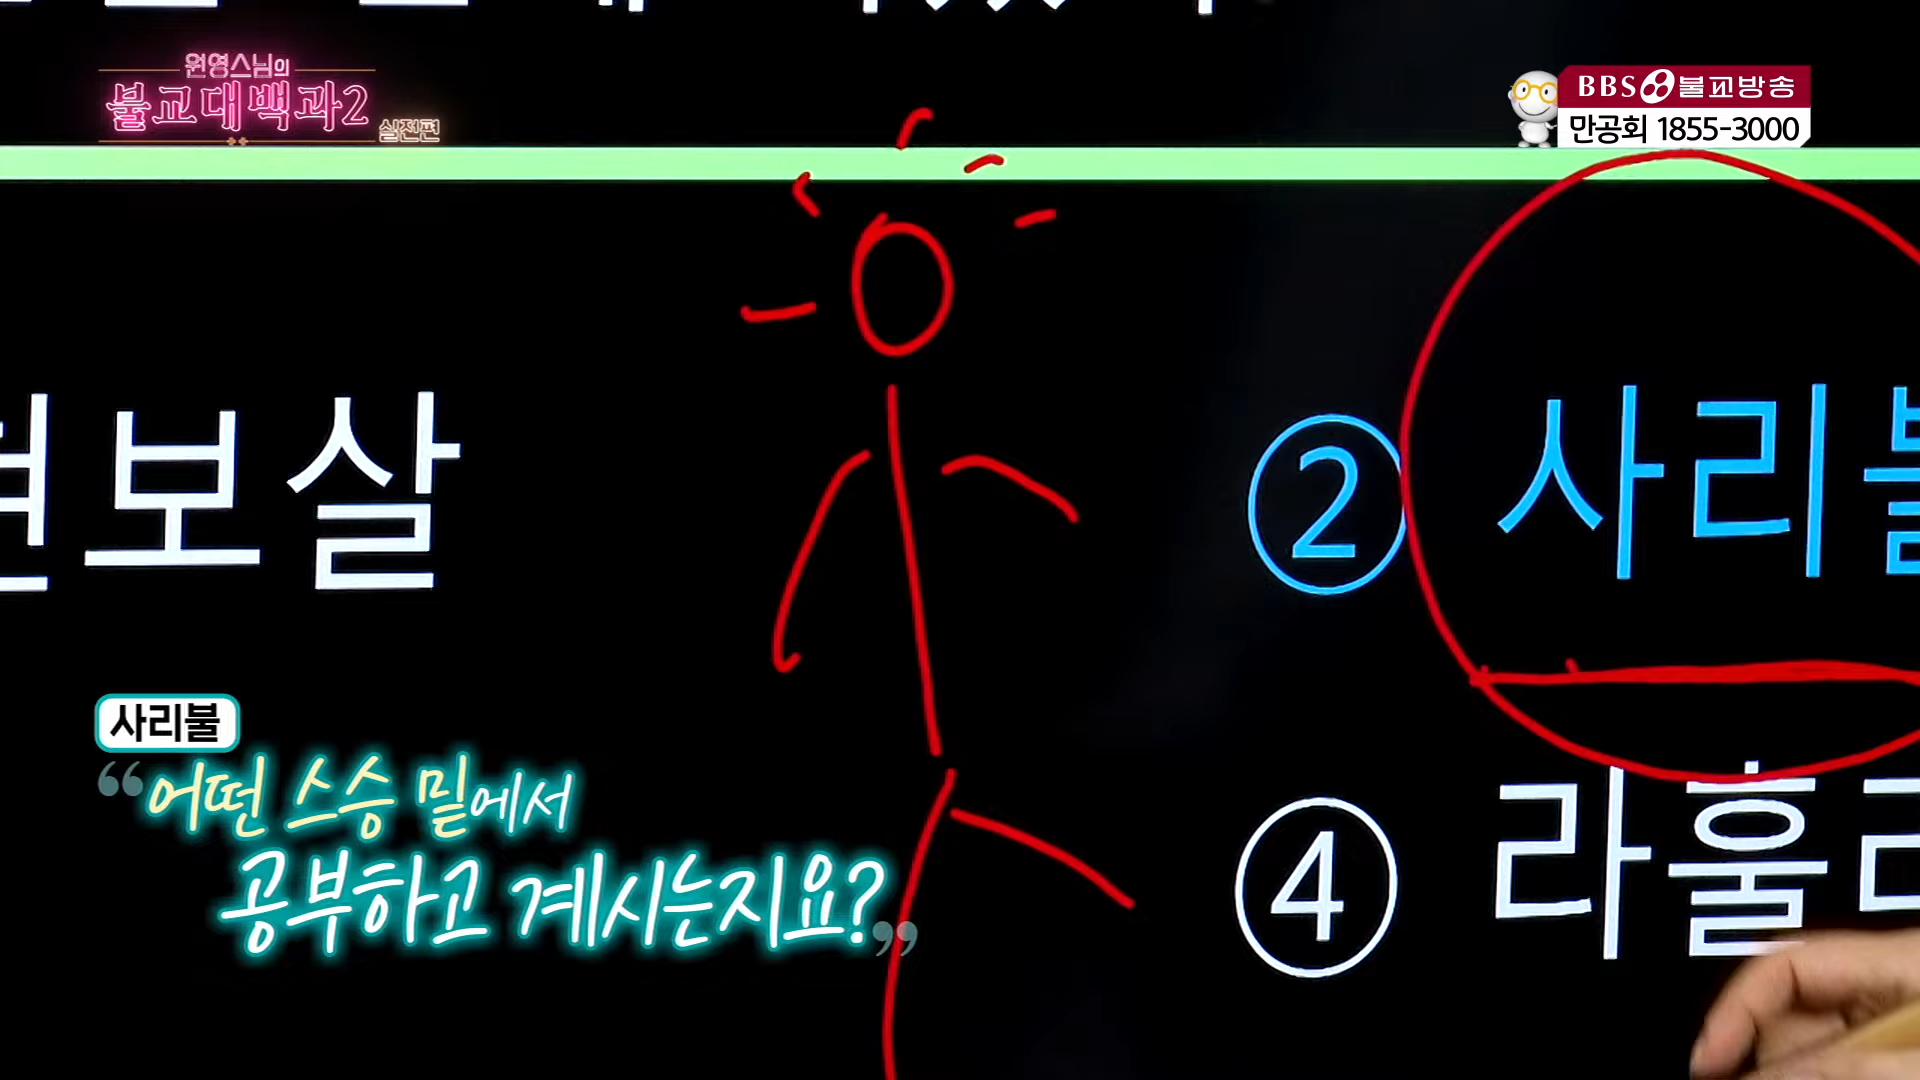 원영스님의
불교대백과2
실전편
BBS 불교방송
만공회 1855-3000
보살
② 사리
사리불
“어떤 스승 밑에서
공부하고 계시는지요?”
④ 라훌